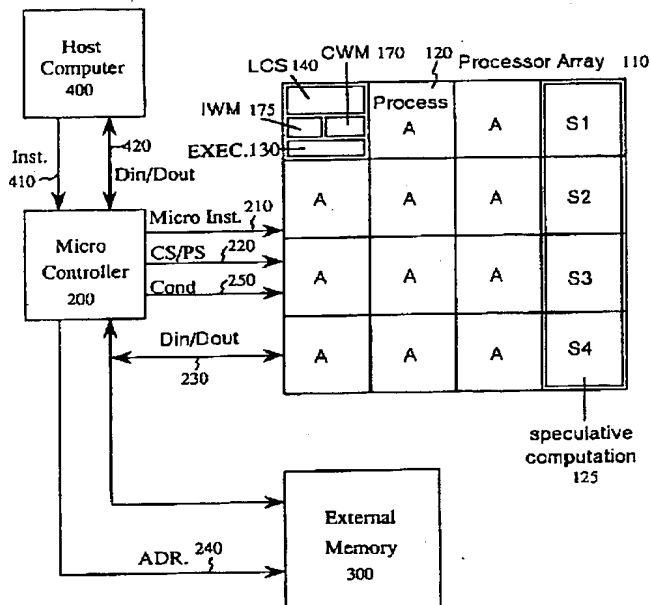 Host
Computer
400
Inst.
410
420
Din/Dout
Micro
Controller
200
Micro Inst. 210
CS/PS 220
Cond 250
Din/Dout
230
ADR. 240
External
Memory
300
LCS 140
CWM 170
120
Processor Array 110
IWM
175
EXEC.130
Process
A A S1
A A A S2
A A A S3
A A A S4
speculative
computation
125